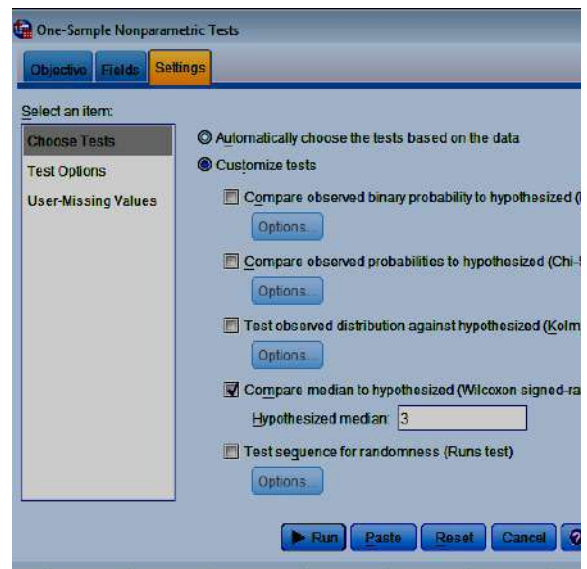 One-Sample Nonparametric Tests
Objective Fields Settings
Select an item:
Choose Tests
Test Options
User-Missing Values
Automatically choose the tests based on the data
Customize tests
Compare observed binary probability to hypothesized (
Options...
Compare observed probabilities to hypothesized (Chi-
Options...
Test observed distribution against hypothesized (Kolm
Options...
Compare median to hypothesized (Wilcoxon signed-ra
Hypothesized median: 3
Test sequence for randomness (Runs test)
Options...
Run Paste Reset Cancel